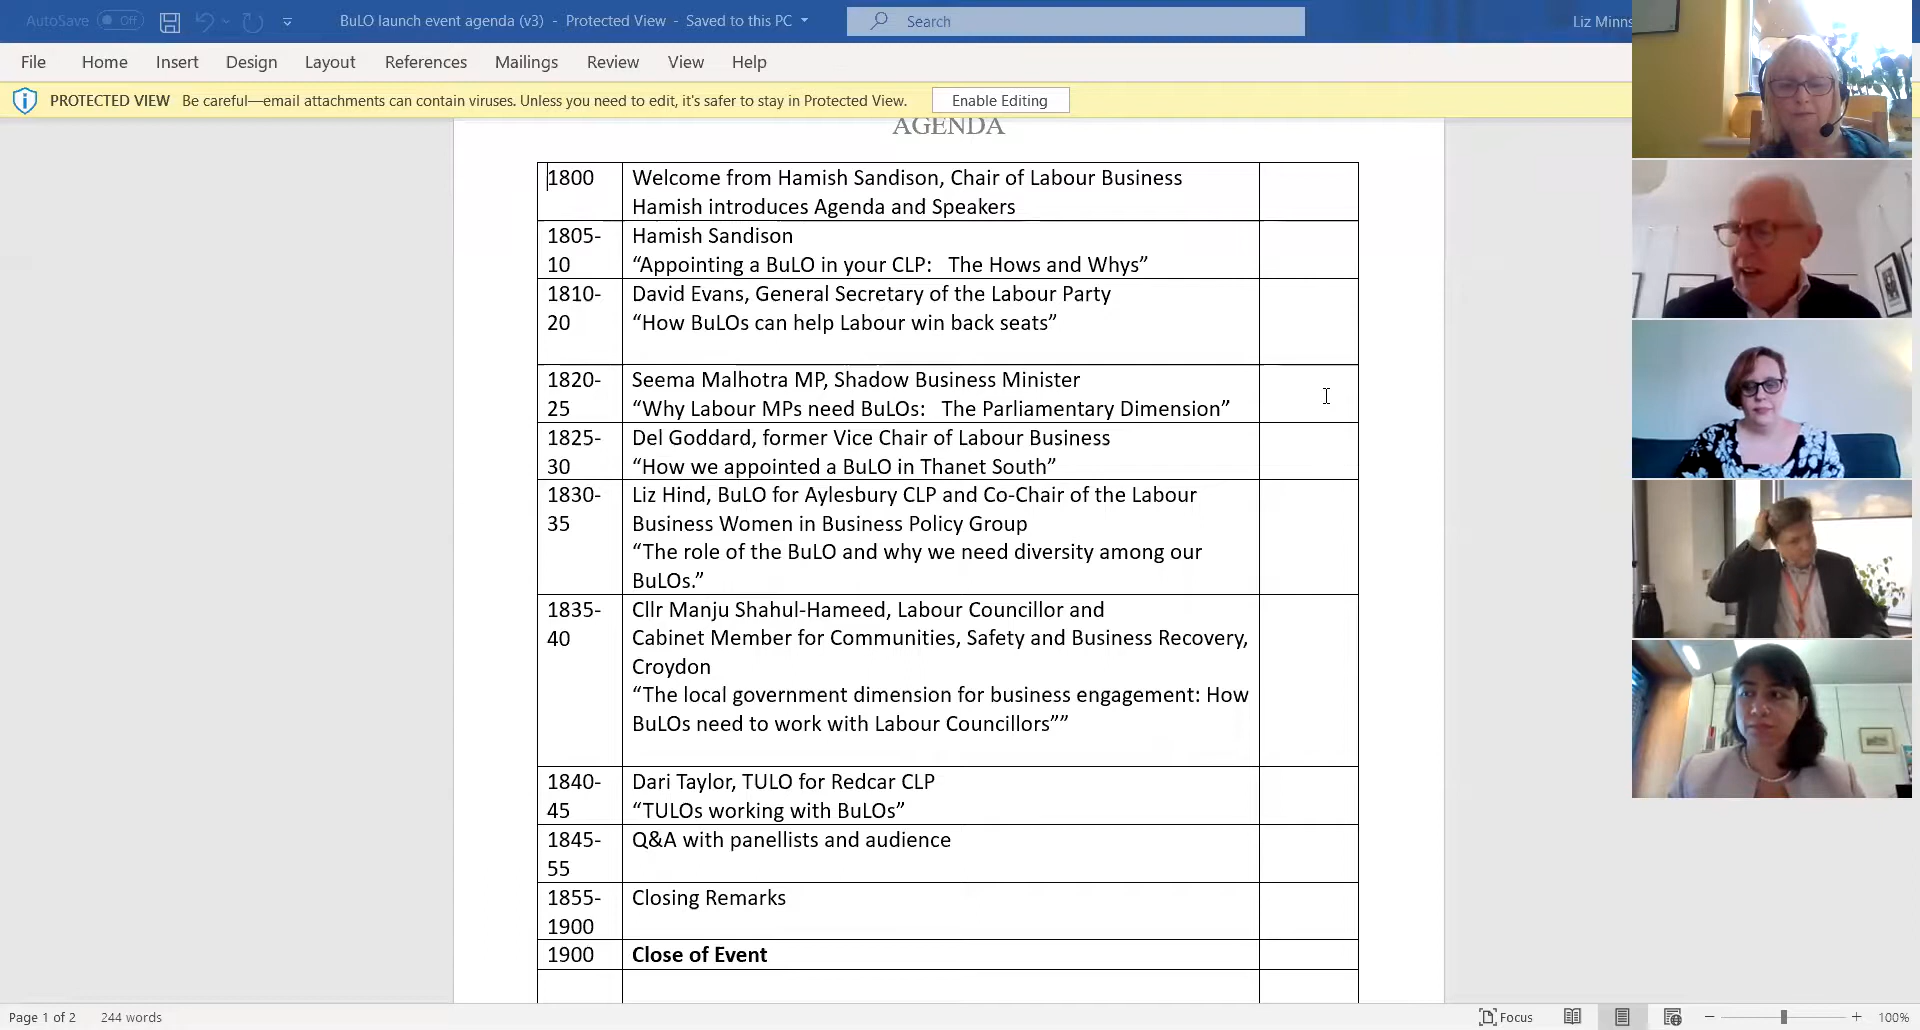 AutoSave Off BuLO launch event agenda (v3) - Protected View - Saved to this PC Search Liz Minns
File Home Insert Design Layout References Mailings Review View Help
PROTECTED VIEW Be careful—email attachments can contain viruses. Unless you need to edit, it's safer to stay in Protected View. Enable Editing
AGENDA
1800 Welcome from Hamish Sandison, Chair of Labour Business
Hamish introduces Agenda and Speakers
1805- Hamish Sandison
10 “Appointing a BuLO in your CLP: The Hows and Whys”
1810- David Evans, General Secretary of the Labour Party
20 “How BuLOs can help Labour win back seats”
1820- Seema Malhotra MP, Shadow Business Minister
25 “Why Labour MPs need BuLOs: The Parliamentary Dimension”
1825- Del Goddard, former Vice Chair of Labour Business
30 “How we appointed a BuLO in Thanet South”
1830- Liz Hind, BuLO for Aylesbury CLP and Co-Chair of the Labour
35 Business Women in Business Policy Group
“The role of the BuLO and why we need diversity among our
BuLOs.”
1835- Cllr Manju Shahul-Hameed, Labour Councillor and
40 Cabinet Member for Communities, Safety and Business Recovery,
Croydon
“The local government dimension for business engagement: How
BuLOs need to work with Labour Councillors””
1840- Dari Taylor, TULO for Redcar CLP
45 “TULOs working with BuLOs”
1845- Q&A with panellists and audience
55
1855- Closing Remarks
1900
1900 Close of Event
Page 1 of 2 244 words Focus 100%